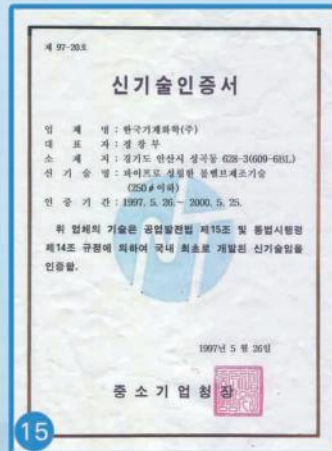 제 97-20호
신기술인증서
업 체 명 : 한국기계화학(주)
대 표 자 : 정 창 무
소 재 지 : 경기도 안산시 성곡동 628-3(609-6BL)
신 기 술 명 : 파이프로 성형한 볼밸브제조기술
(250∮이하)
인 증 기 간 : 1997. 5. 26. ~ 2000. 5. 25.
위 업체의 기술은 공업발전법 제15조 및 동법시행령
제14조 규정에 의하여 국내 최초로 개발된 신기술임을
인증함.
1997년 5 월 26일
중 소 기 업 청 장
15